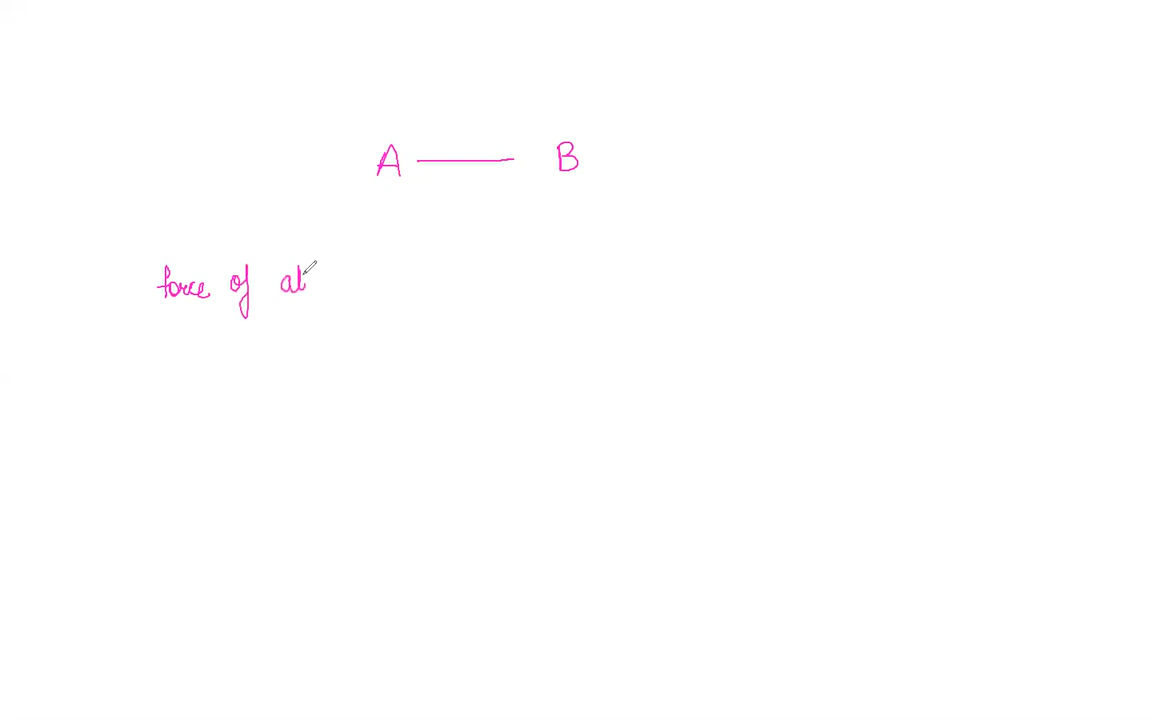 A — B
force of at